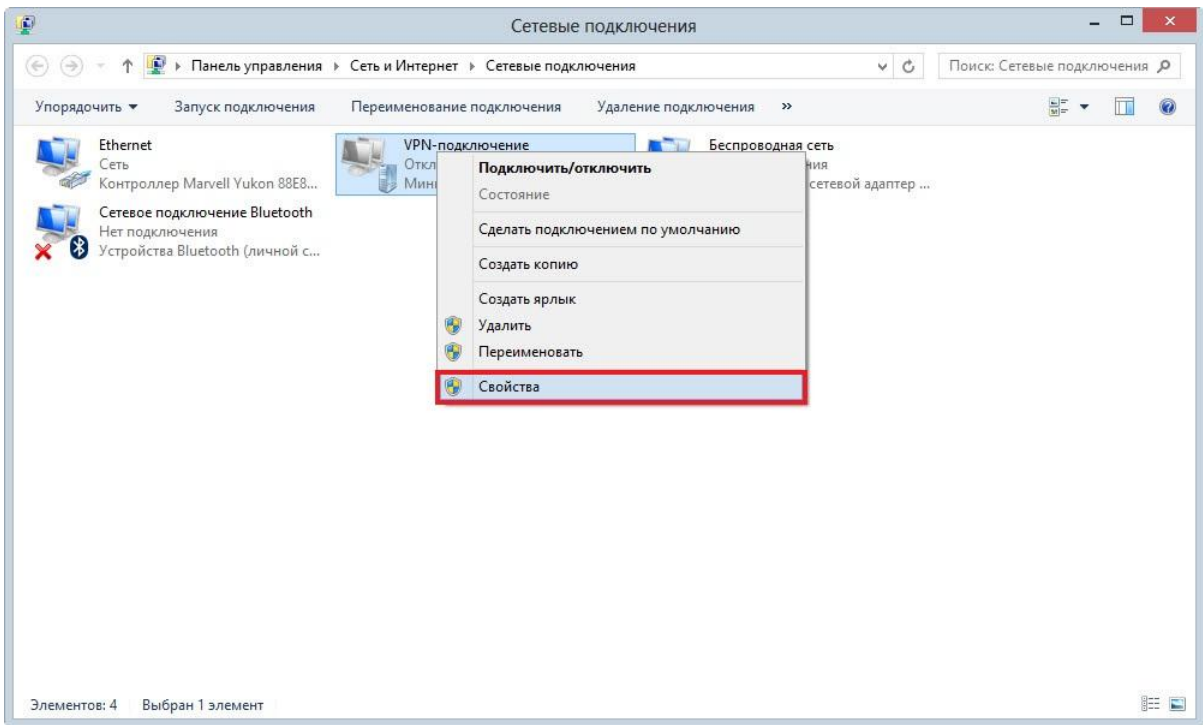 Сетевые подключения
Панель управления Сеть и Интернет Сетевые подключения Поиск: Сетевые подключения
Упорядочить Запуск подключения Переименование подключения Удаление подключения »
Ethernet
Сеть
Контроллер Marvell Yukon 88E8...
VPN-подключение
Откл
Мини
Беспроводная сеть
ния
сетевой адаптер ...
Сетевое подключение Bluetooth
Нет подключения
Устройства Bluetooth (личной с...
Подключить/отключить
Состояние
Сделать подключением по умолчанию
Создать копию
Создать ярлык
Удалить
Переименовать
Свойства
Элементов: 4 Выбран 1 элемент